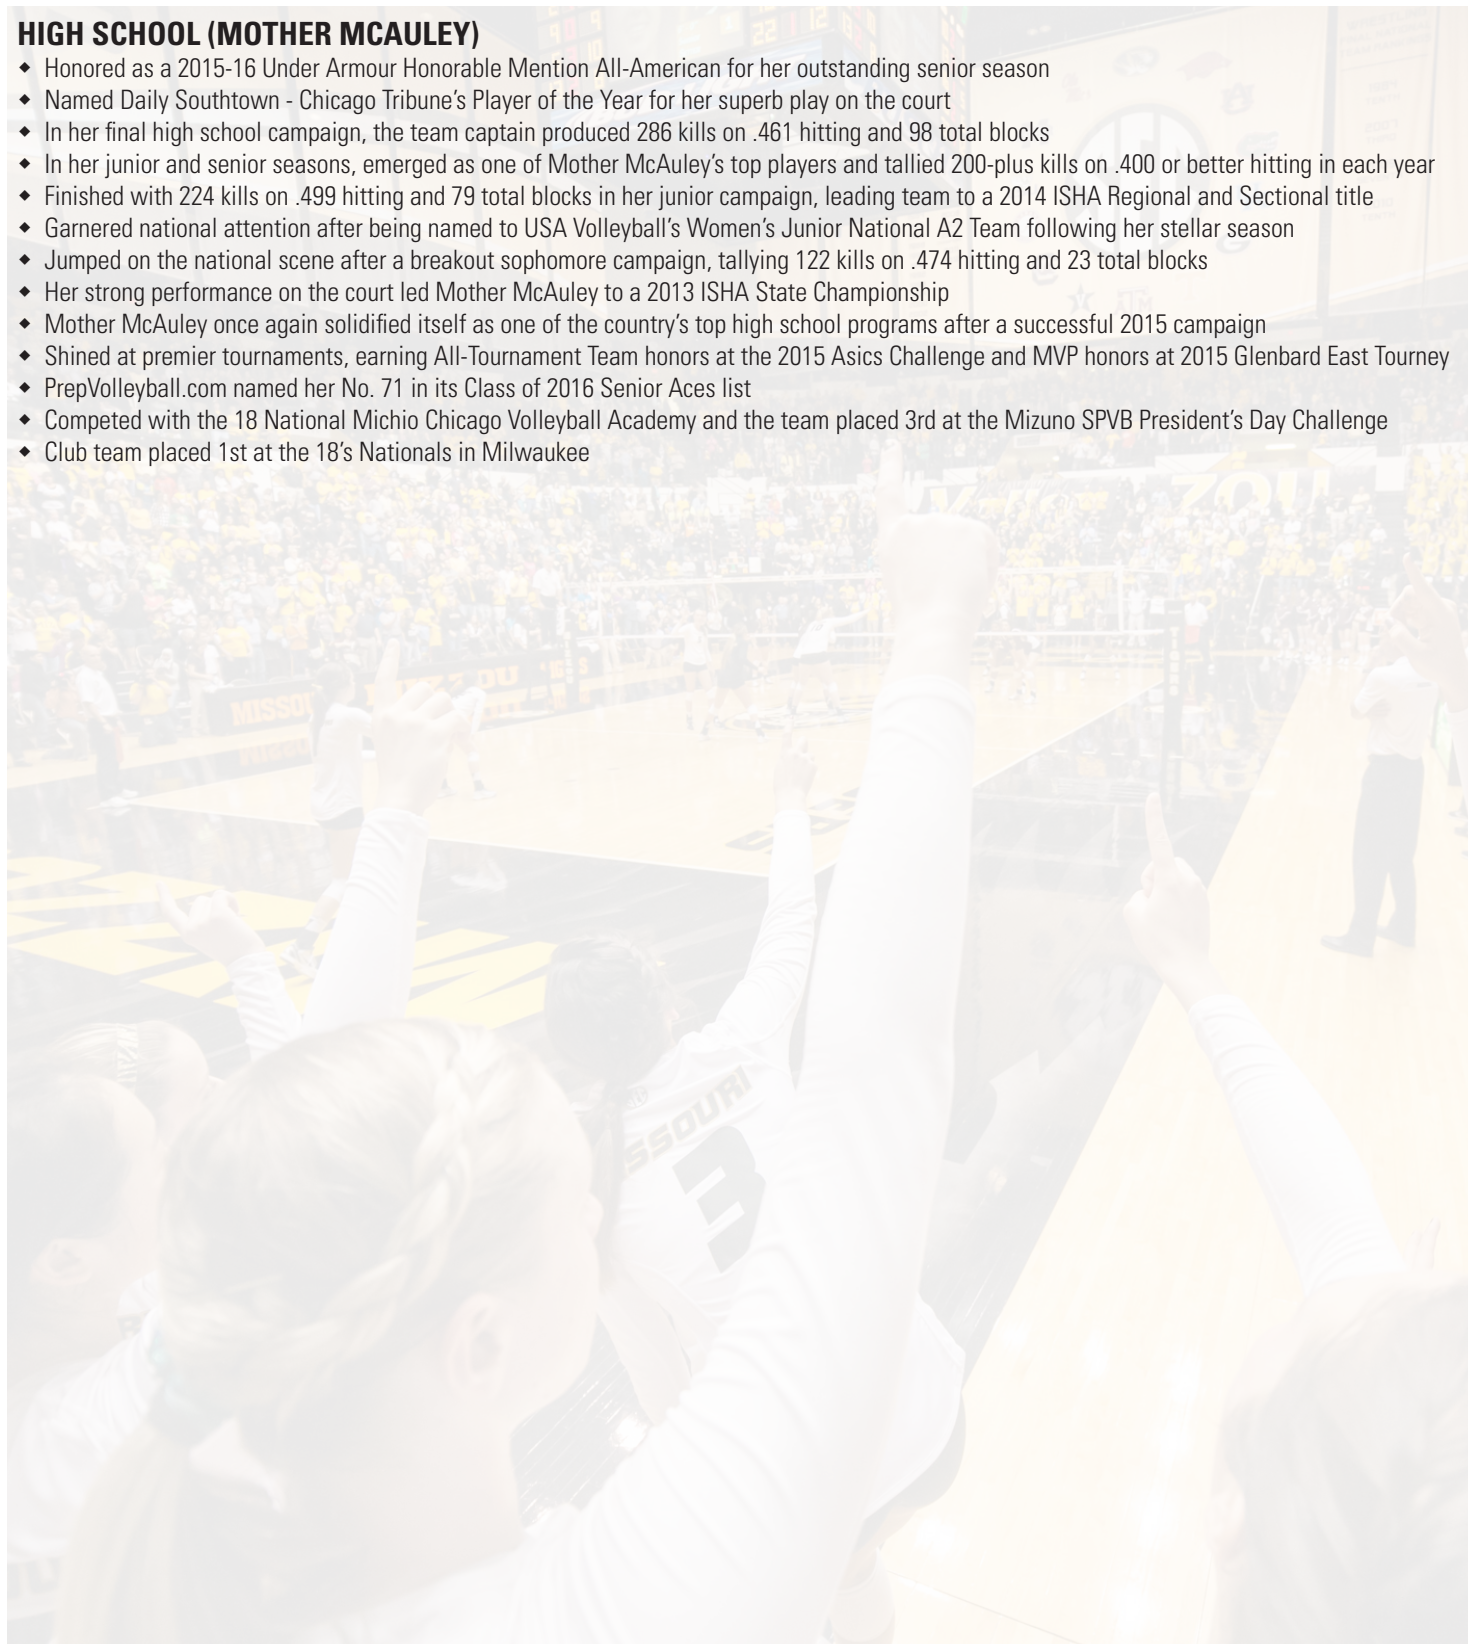 HIGH SCHOOL (MOTHER MCAULEY)
◆ Honored as a 2015-16 Under Armour Honorable Mention All-American for her outstanding senior season
◆ Named Daily Southtown - Chicago Tribune's Player of the Year for her superb play on the court
◆ In her final high school campaign, the team captain produced 286 kills on .461 hitting and 98 total blocks
◆ In her junior and senior seasons, emerged as one of Mother McAuley's top players and tallied 200-plus kills on .400 or better hitting in each year
◆ Finished with 224 kills on .499 hitting and 79 total blocks in her junior campaign, leading team to a 2014 ISHA Regional and Sectional title
◆ Garnered national attention after being named to USA Volleyball's Women's Junior National A2 Team following her stellar season
◆ Jumped on the national scene after a breakout sophomore campaign, tallying 122 kills on .474 hitting and 23 total blocks
◆ Her strong performance on the court led Mother McAuley to a 2013 ISHA State Championship
◆ Mother McAuley once again solidified itself as one of the country's top high school programs after a successful 2015 campaign
◆ Shined at premier tournaments, earning All-Tournament Team honors at the 2015 Asics Challenge and MVP honors at 2015 Glenbard East Tourney
◆ PrepVolleyball.com named her No. 71 in its Class of 2016 Senior Aces list
◆ Competed with the 18 National Michio Chicago Volleyball Academy and the team placed 3rd at the Mizuno SPVB President's Day Challenge
◆ Club team placed 1st at the 18's Nationals in Milwaukee
ZOU
MISSOU
ZOU
TIGERS
SSOURI
3